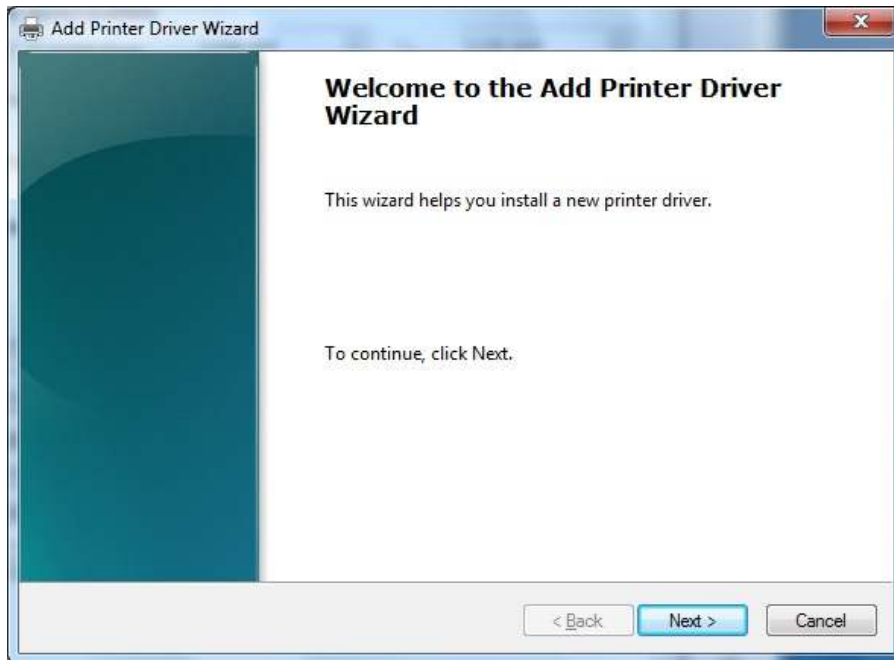 Add Printer Driver Wizard
Welcome to the Add Printer Driver
Wizard
This wizard helps you install a new printer driver.
To continue, click Next.
< Back
Next >
Cancel